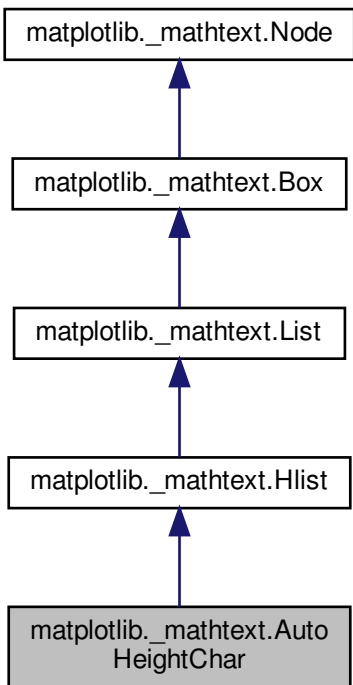 matplotlib._mathtext.Node
matplotlib._mathtext.Box
matplotlib._mathtext.List
matplotlib._mathtext.Hlist
matplotlib._mathtext.Auto
HeightChar